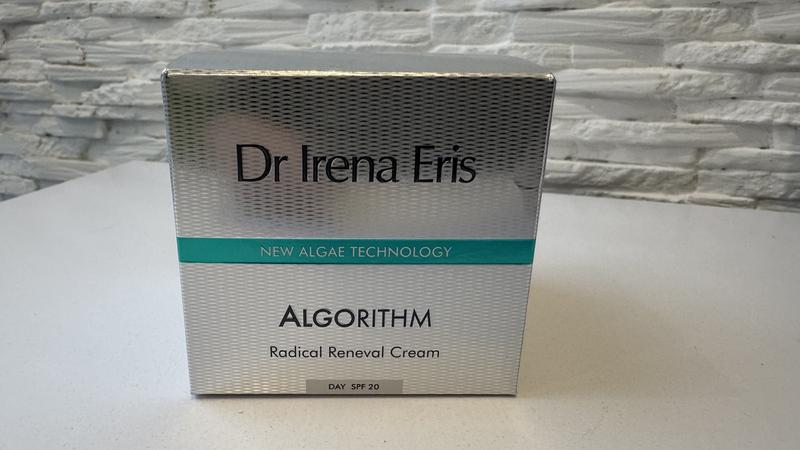 Dr Irena Eris
NEW ALGAE TECHNOLOGY
ALGORITHM
Radical Reneval Cream
DAY SPF 20